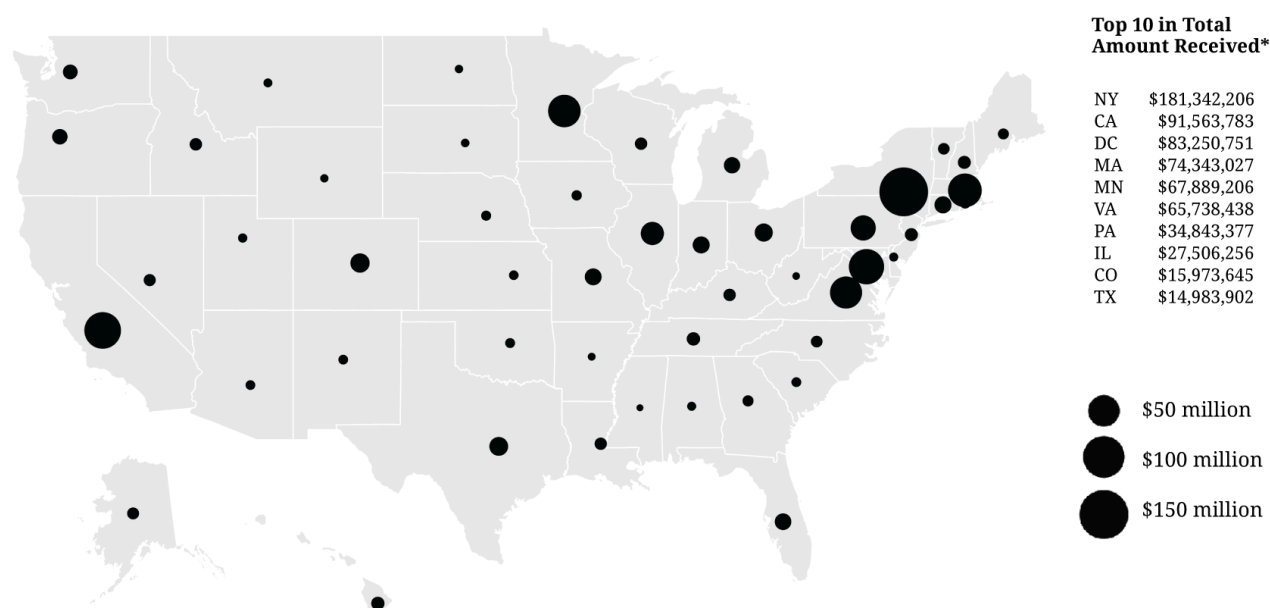 Top 10 in Total
Amount Received*
NY $181,342,206
CA $91,563,783
DC $83,250,751
MA $74,343,027
MN $67,889,206
VA $65,738,438
PA $34,843,377
IL $27,506,256
CO $15,973,645
TX $14,983,902
$50 million
$100 million
$150 million